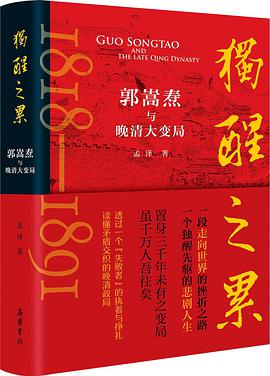 GUO SONGTAO
AND
THE LATE QING DYNASTY
獨醒之累
郭嵩焘
与
晚清大变局
孟泽 著
1818—1891
一段走向世界的挫折之路
一个独醒先驱的悲剧人生
置身三千年未有之变局
虽千万人吾往矣
透过一个“失败者”的执着与挣扎
读懂矛盾交织的晚清政局
獨醒之累
郭嵩焘
与
晚清大变局
孟泽 著
岳麓書社